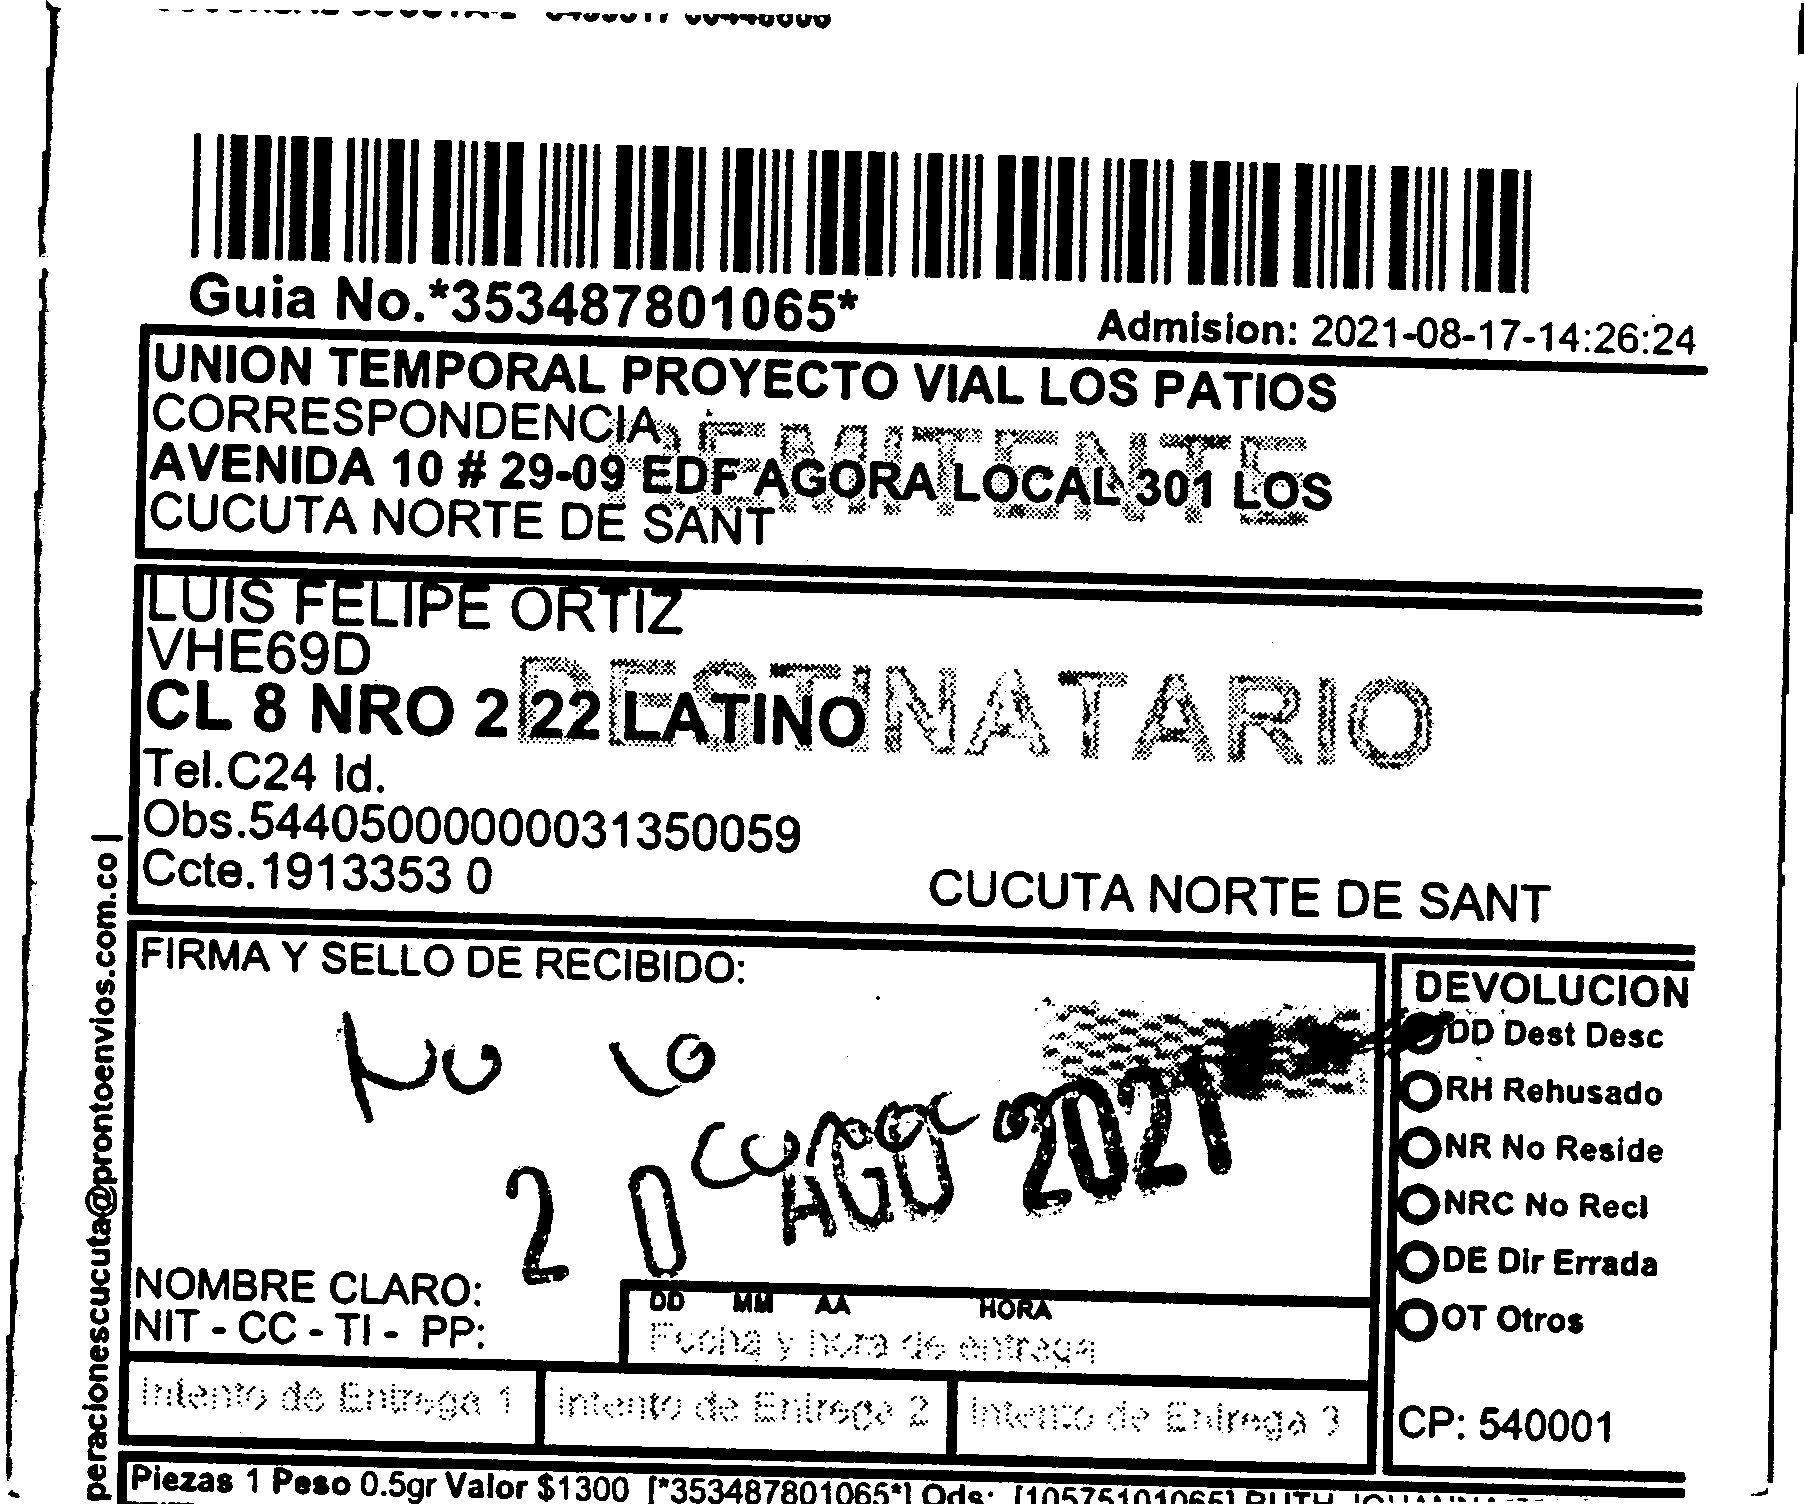 Guia No.*353487801065*
Admision: 2021-08-17-14:26:24
UNION TEMPORAL PROYECTO VIAL LOS PATIOS
CORRESPONDENCIA
REMITENTE
AVENIDA 10 # 29-09 EDF AGORA LOCAL 301 LOS
CUCUTA NORTE DE SANT
LUIS FELIPE ORTIZ
VHE69D
DESTINATARIO
CL 8 NRO 2 22 LATINO
Tel.C24 Id.
Obs.54405000000031350059
Ccte.1913353 0
CUCUTA NORTE DE SANT
peracionescucuta@prontoenvios.com.co |
FIRMA Y SELLO DE RECIBIDO:
20 AGO 2021
NOMBRE CLARO:
NIT - CC - TI - PP:
DD MM AA HORA
Fecha y hora de entrega
Intento de Entrega 1
Intento de Entrega 2
Intento de Entrega 3
DEVOLUCION
DD Dest Desc
RH Rehusado
NR No Reside
NRC No Recl
DE Dir Errada
OT Otros
CP: 540001
Piezas 1 Peso 0.5gr Valor $1300 [*353487801065*] Ods: [10575101065] RUTH